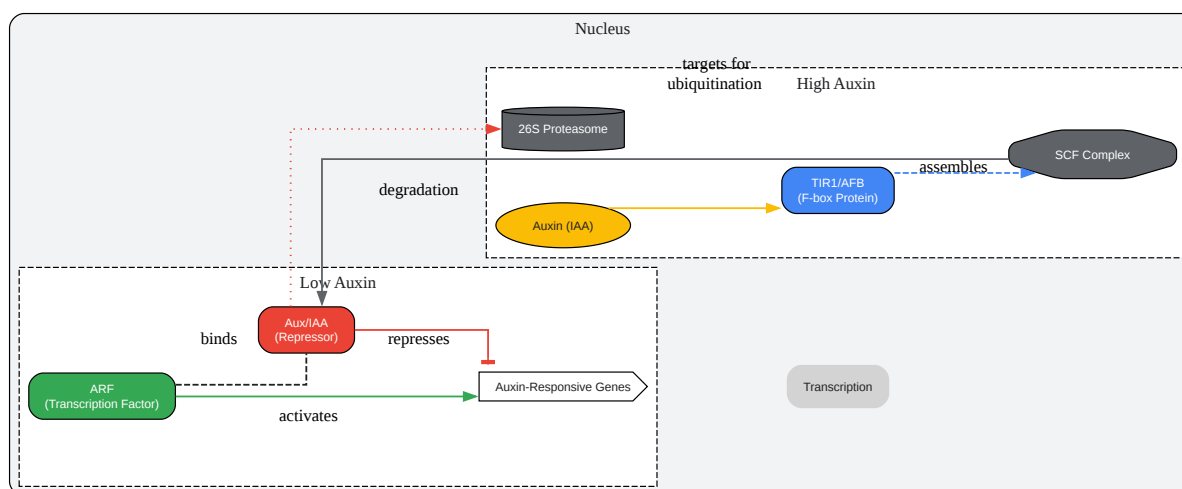 Nucleus
targets for
ubiquitination
High Auxin
26S Proteasome
SCF Complex
assembles
TIR1/AFB
(F-box Protein)
degradation
Auxin (IAA)
Low Auxin
Aux/IAA
(Repressor)
binds
represses
ARF
(Transcription Factor)
Auxin-Responsive Genes
Transcription
activates